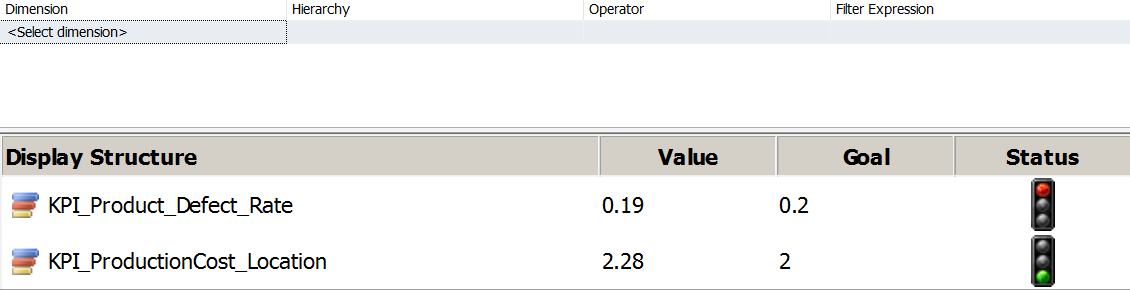 Dimension Hierarchy Operator Filter Expression
<Select dimension>
Display Structure Value Goal Status
KPI_Product_Defect_Rate 0.19 0.2
KPI_ProductionCost_Location 2.28 2